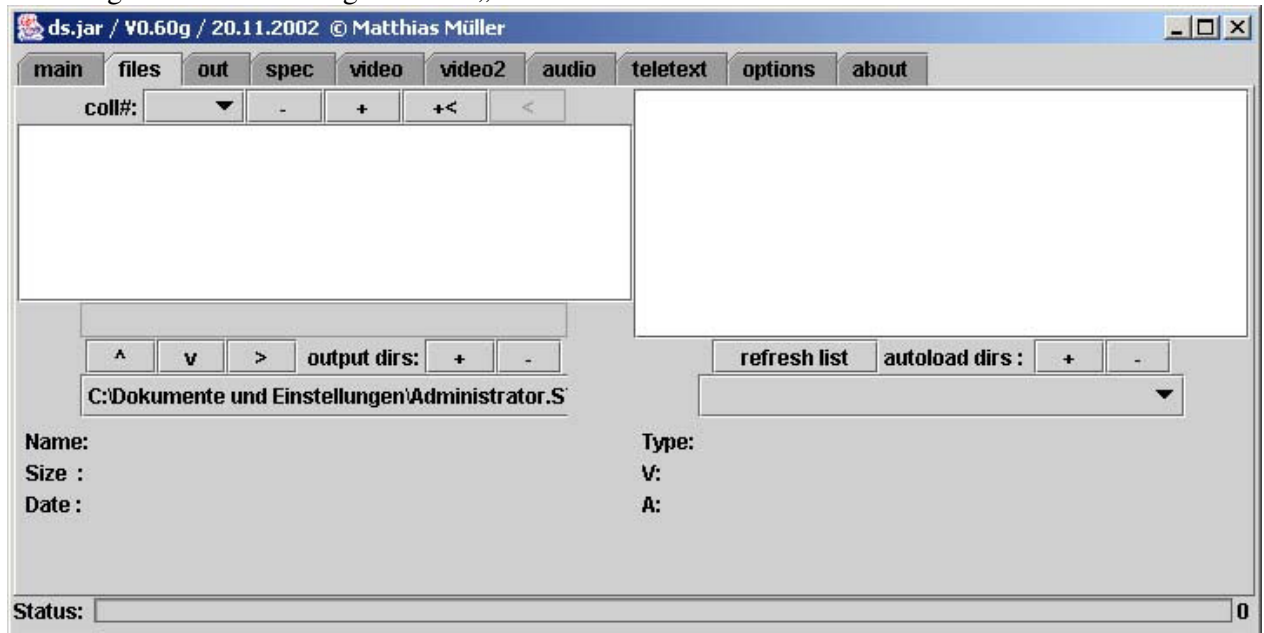 ds.jar / V0.60g / 20.11.2002 © Matthias Müller
main files out spec video video2 audio teletext options about
coll#: - + +< <
^ v > output dirs: + -
refresh list autoload dirs : + -
C:\Dokumente und Einstellungen\Administrator.S
Name:
Type:
Size :
V:
Date :
A:
Status: 0